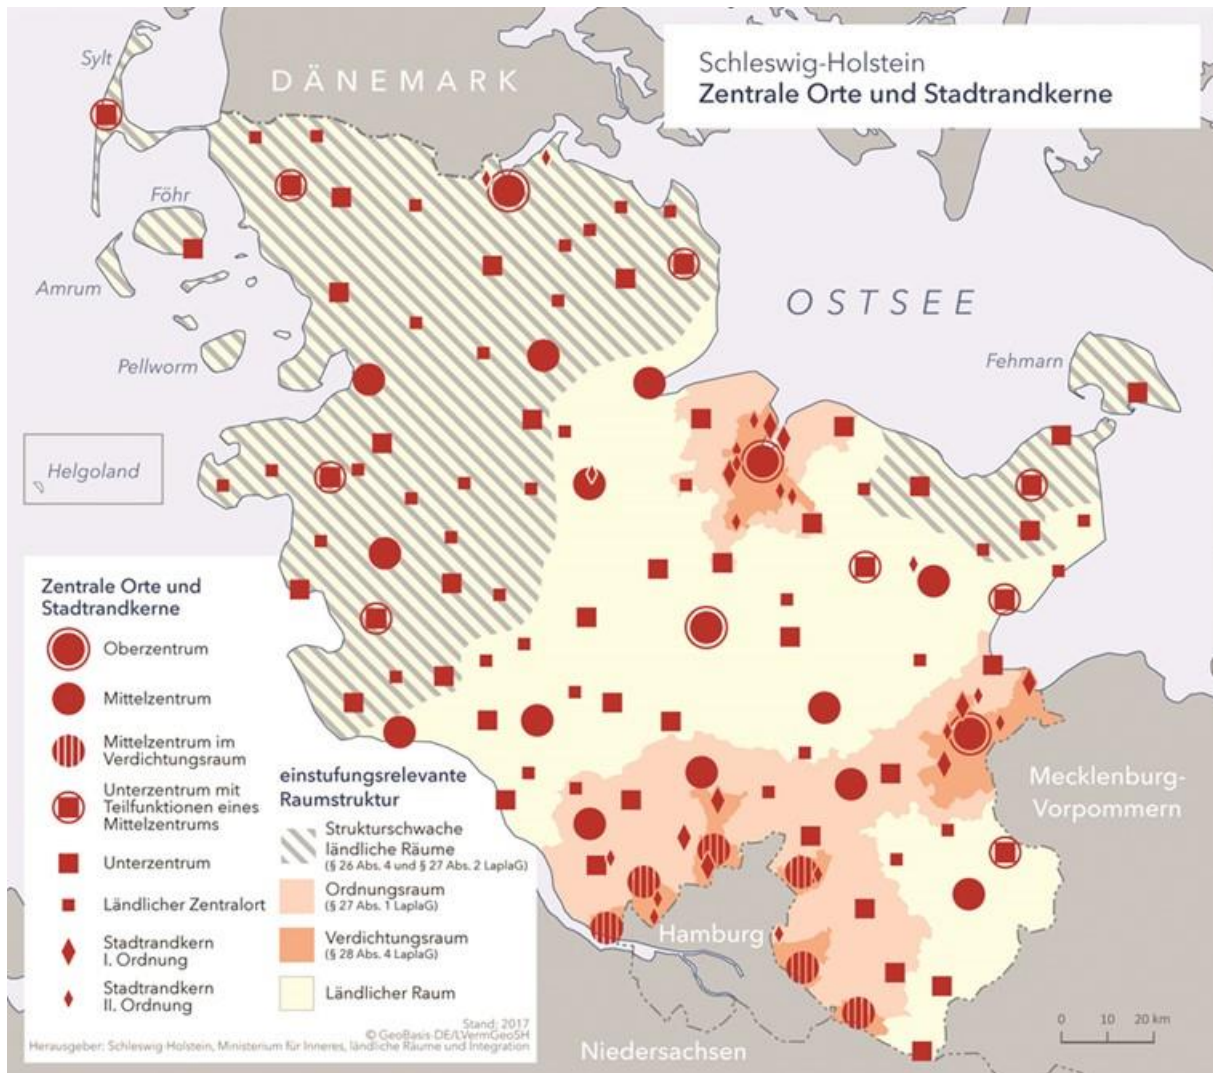 Schleswig-Holstein
Zentrale Orte und Stadtrandkerne
DÄNEMARK
Sylt
Föhr
Amrum
Pellworm
OSTSEE
Fehmarn
Helgoland
Zentrale Orte und
Stadtrandkerne
Oberzentrum
Mittelzentrum
Mittelzentrum im
Verdichtungsraum
Unterzentrum mit
Teilfunktionen eines
Mittelzentrums
Unterzentrum
Ländlicher Zentralort
Stadtrandkern
I. Ordnung
Stadtrandkern
II. Ordnung
einstufungsrelevante
Raumstruktur
Strukturschwache
ländliche Räume
(§ 26 Abs. 4 und § 27 Abs. 2 LaplaG)
Ordnungsraum
(§ 27 Abs. 1 LaplaG)
Verdichtungsraum
(§ 28 Abs. 4 LaplaG)
Ländlicher Raum
Stand: 2017
© GeoBasis-DE/LVermGeoSH
Herausgeber: Schleswig-Holstein, Ministerium für Inneres, ländliche Räume und Integration
Mecklenburg-
Vorpommern
Hamburg
Niedersachsen
0 10 20 km